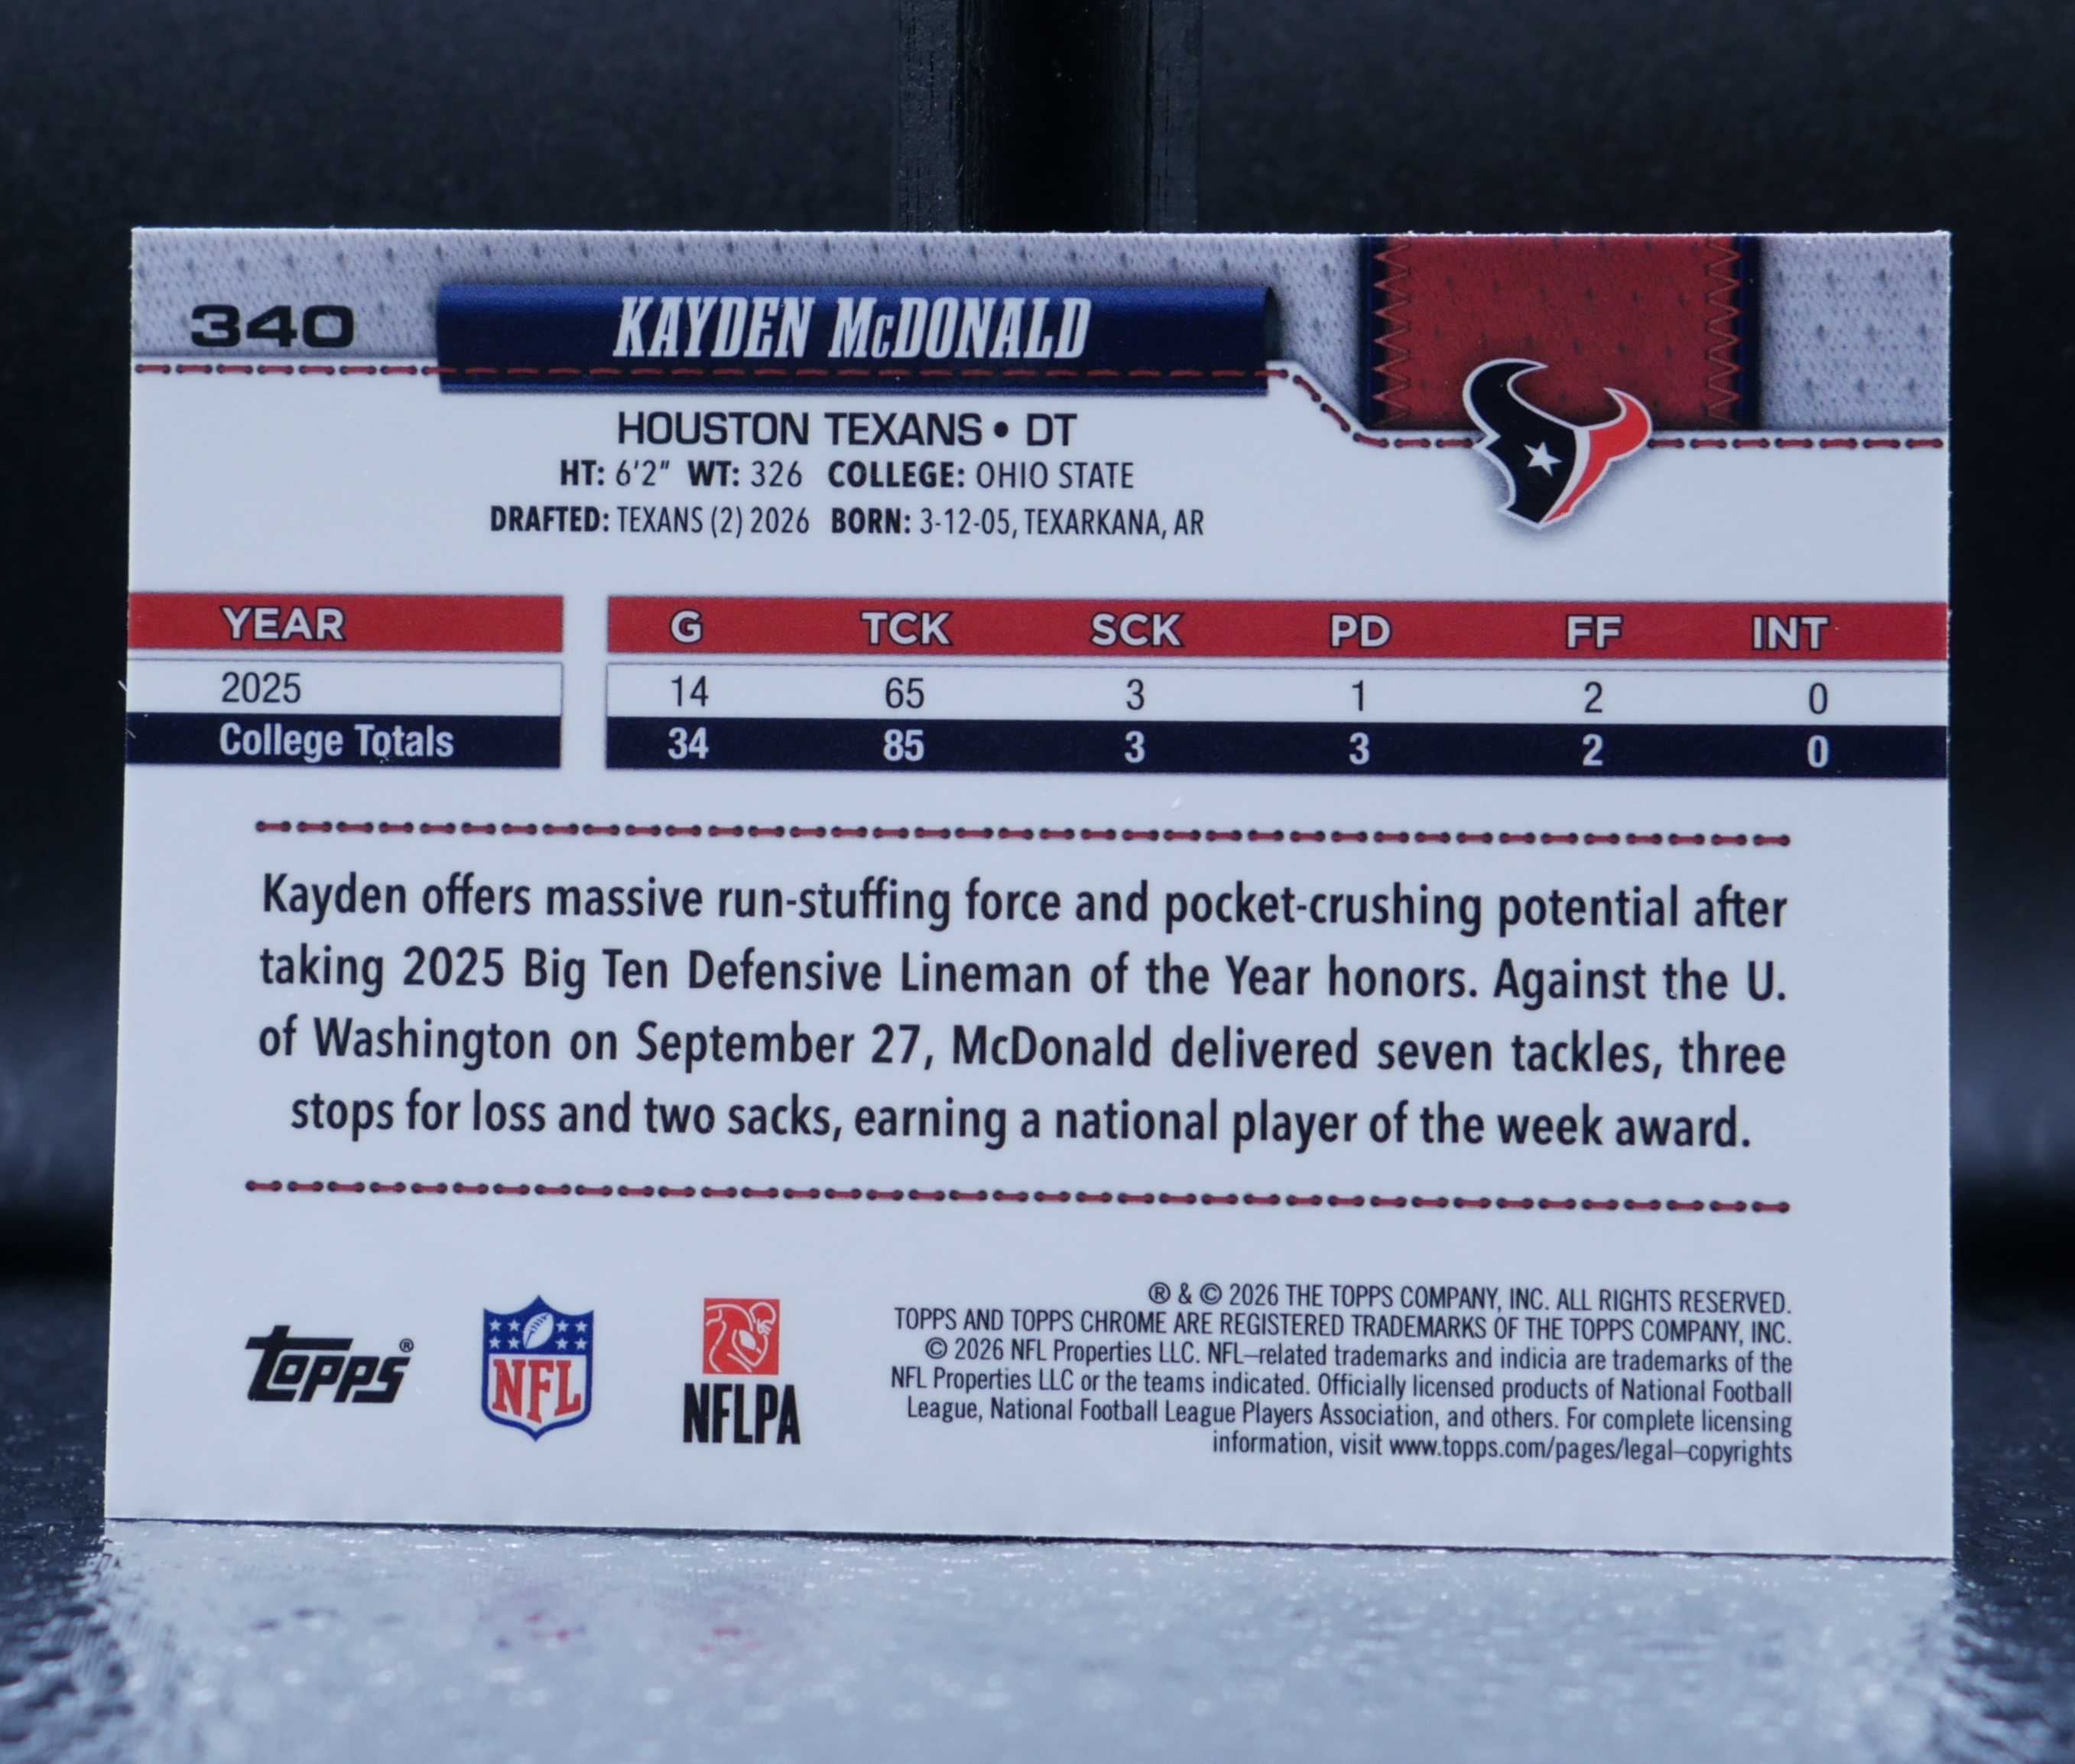 340
KAYDEN McDONALD
HOUSTON TEXANS • DT
HT: 6'2" WT: 326 COLLEGE: OHIO STATE
DRAFTED: TEXANS (2) 2026 BORN: 3-12-05, TEXARKANA, AR
YEAR G TCK SCK PD FF INT
2025 14 65 3 1 2 0
College Totals 34 85 3 3 2 0
Kayden offers massive run-stuffing force and pocket-crushing potential after
taking 2025 Big Ten Defensive Lineman of the Year honors. Against the U.
of Washington on September 27, McDonald delivered seven tackles, three
stops for loss and two sacks, earning a national player of the week award.
topps®
NFL
NFLPA
® & © 2026 THE TOPPS COMPANY, INC. ALL RIGHTS RESERVED.
TOPPS AND TOPPS CHROME ARE REGISTERED TRADEMARKS OF THE TOPPS COMPANY, INC.
© 2026 NFL Properties LLC. NFL–related trademarks and indicia are trademarks of the
NFL Properties LLC or the teams indicated. Officially licensed products of National Football
League, National Football League Players Association, and others. For complete licensing
information, visit www.topps.com/pages/legal–copyrights